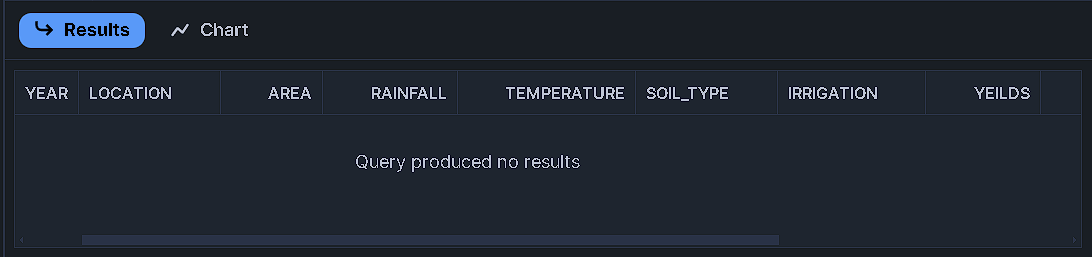 Results Chart
YEAR LOCATION AREA RAINFALL TEMPERATURE SOIL_TYPE IRRIGATION YEILDS
Query produced no results